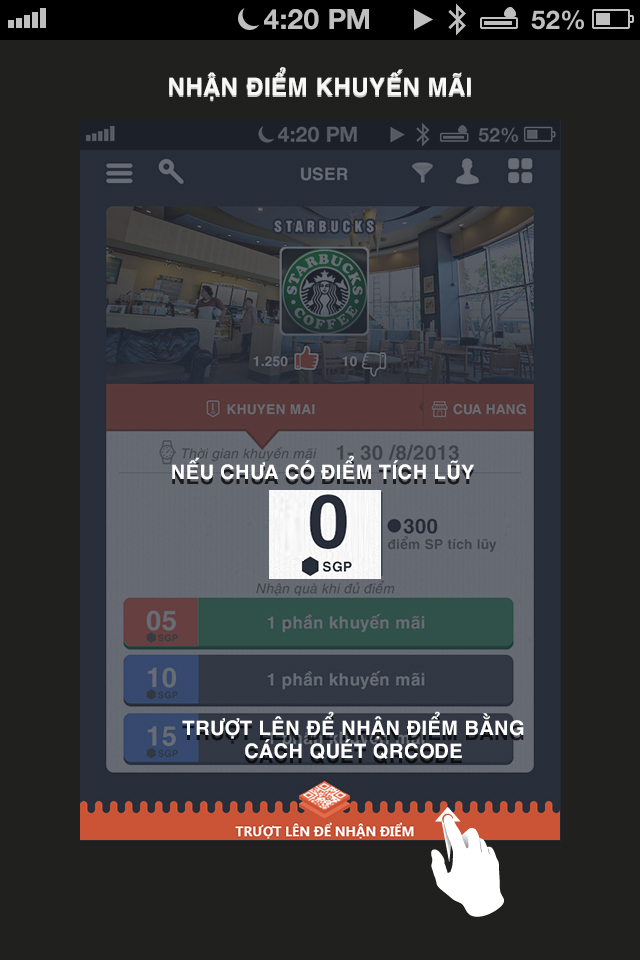 4:20 PM 52%
NHẬN ĐIỂM KHUYẾN MÃI
4:20 PM 52%
USER
STARBUCKS
STARBUCKS
COFFEE
1.250 10
KHUYEN MAI CUA HANG
Thời gian khuyến mãi 1- 30 /8/2013
NẾU CHƯA CÓ ĐIỂM TÍCH LŨY
0
SGP
300
điểm SP tích lũy
Nhận quà khi đủ điểm
05
SGP
1 phần khuyến mãi
10
SGP
1 phần khuyến mãi
15
SGP
TRƯỢT LÊN ĐỂ NHẬN ĐIỂM BẰNG
CÁCH QUÉT QRCODE
TRƯỢT LÊN ĐỂ NHẬN ĐIỂM